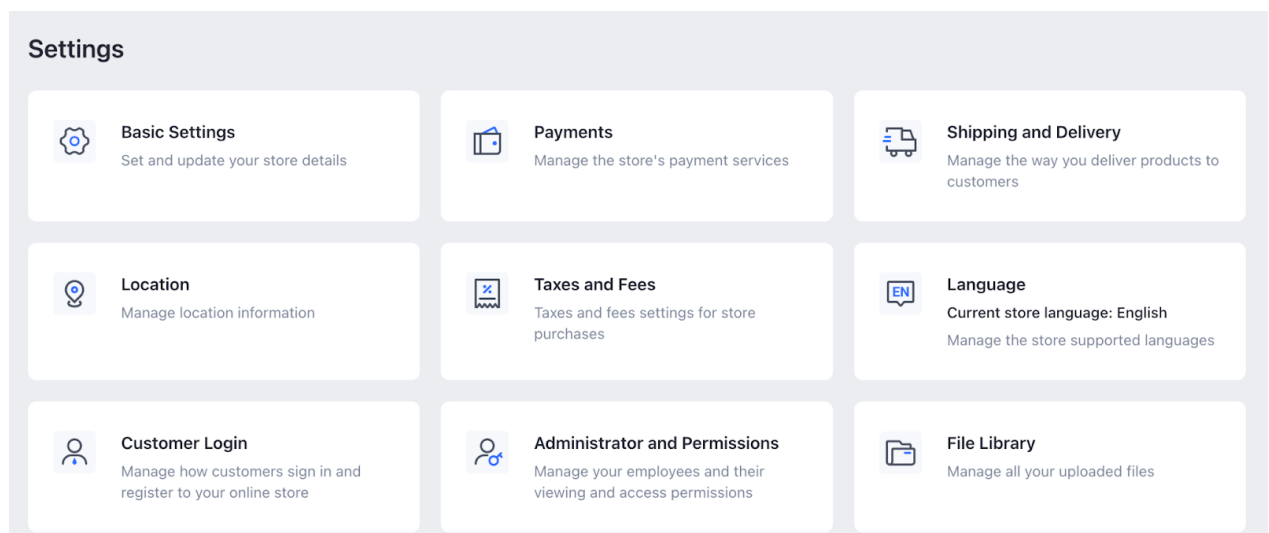 Settings
Basic Settings
Set and update your store details
Payments
Manage the store's payment services
Shipping and Delivery
Manage the way you deliver products to
customers
Location
Manage location information
Taxes and Fees
Taxes and fees settings for store
purchases
EN
Language
Current store language: English
Manage the store supported languages
Customer Login
Manage how customers sign in and
register to your online store
Administrator and Permissions
Manage your employees and their
viewing and access permissions
File Library
Manage all your uploaded files